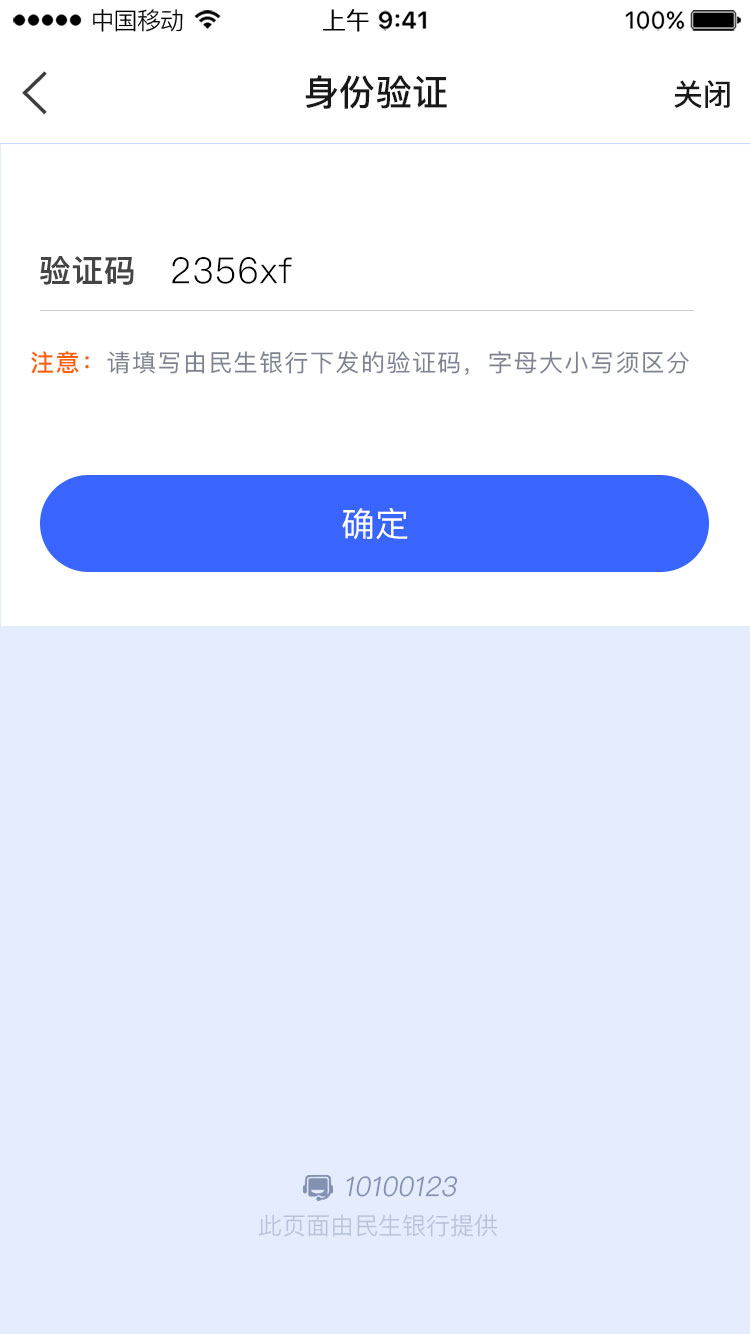 中国移动 上午 9:41 100%
身份验证 关闭
验证码 2356xf
注意：请填写由民生银行下发的验证码，字母大小写须区分
确定
10100123
此页面由民生银行提供